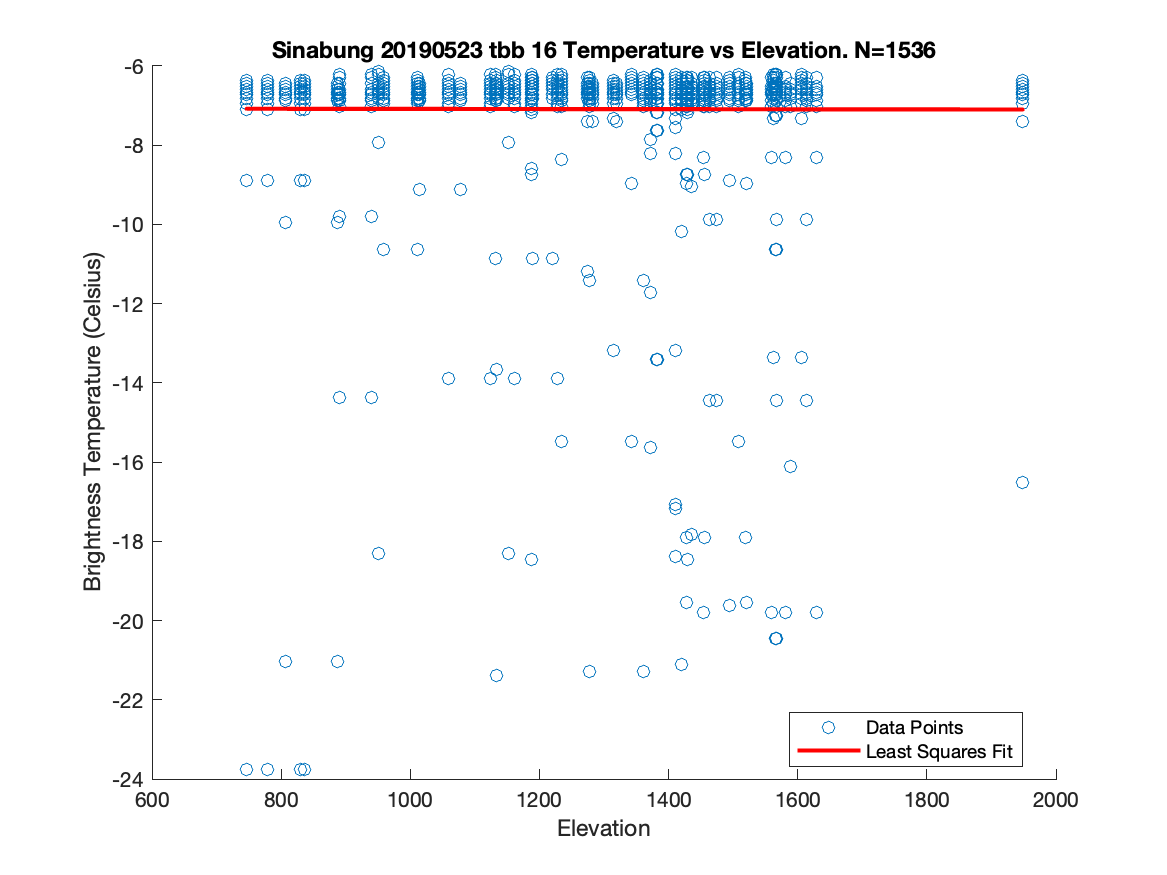 Sinabung 20190523 tbb 16 Temperature vs Elevation. N=1536
Brightness Temperature (Celsius)
-6
-8
-10
-12
-14
-16
-18
-20
-22
-24
Data Points
Least Squares Fit
600 800 1000 1200 1400 1600 1800 2000
Elevation